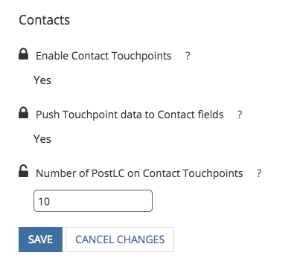 Contacts
Enable Contact Touchpoints ?
Yes
Push Touchpoint data to Contact fields ?
Yes
Number of PostLC on Contact Touchpoints ?
10
SAVE CANCEL CHANGES